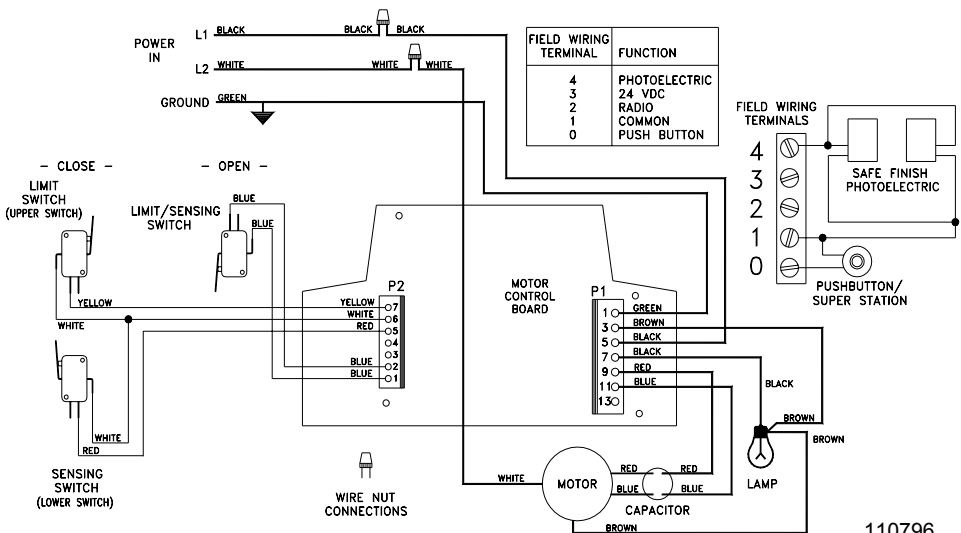 POWER
IN
L1 BLACK BLACK BLACK
L2 WHITE WHITE WHITE
GROUND GREEN
FIELD WIRING
TERMINAL FUNCTION
4 PHOTOELECTRIC
3 24 VDC
2 RADIO
1 COMMON
0 PUSH BUTTON
FIELD WIRING
TERMINALS
4
3
2
1
0
SAFE FINISH
PHOTOELECTRIC
PUSHBUTTON/
SUPER STATION
- CLOSE -
LIMIT
SWITCH
(UPPER SWITCH)
- OPEN -
LIMIT/SENSING
SWITCH
BLUE
BLUE
YELLOW
WHITE
WHITE
RED
SENSING
SWITCH
(LOWER SWITCH)
P2
YELLOW 7
WHITE 6
RED 5
4
3
BLUE 2
BLUE 1
MOTOR
CONTROL
BOARD
P1
1 GREEN
3 BROWN
5 BLACK
7 BLACK
9 RED
11 BLUE
13
BLACK
BROWN
BROWN
LAMP
WIRE NUT
CONNECTIONS
WHITE
MOTOR
RED RED
BLUE BLUE
CAPACITOR
BROWN
110796